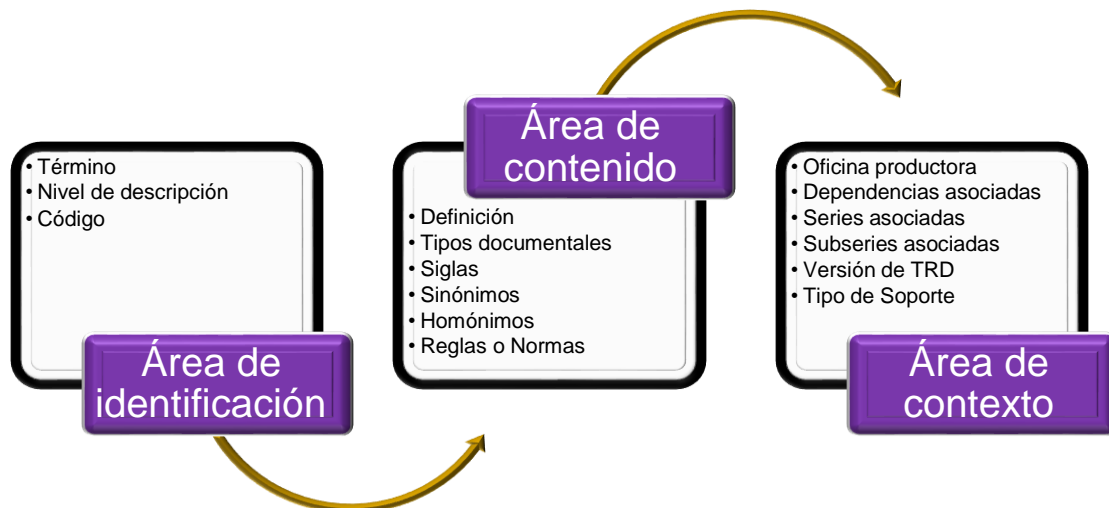 • Término
• Nivel de descripción
• Código
Área de
identificación
Área de
contenido
• Definición
• Tipos documentales
• Siglas
• Sinónimos
• Homónimos
• Reglas o Normas
• Oficina productora
• Dependencias asociadas
• Series asociadas
• Subseries asociadas
• Versión de TRD
• Tipo de Soporte
Área de
contexto